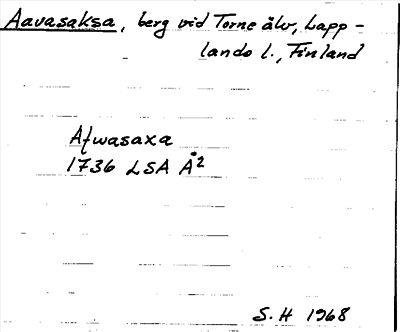 Aavasaksa, berg vid Torne älv, Lapp-
lands l., Finland
Afwasaxa
1736 LSA Å2
S.H 1968